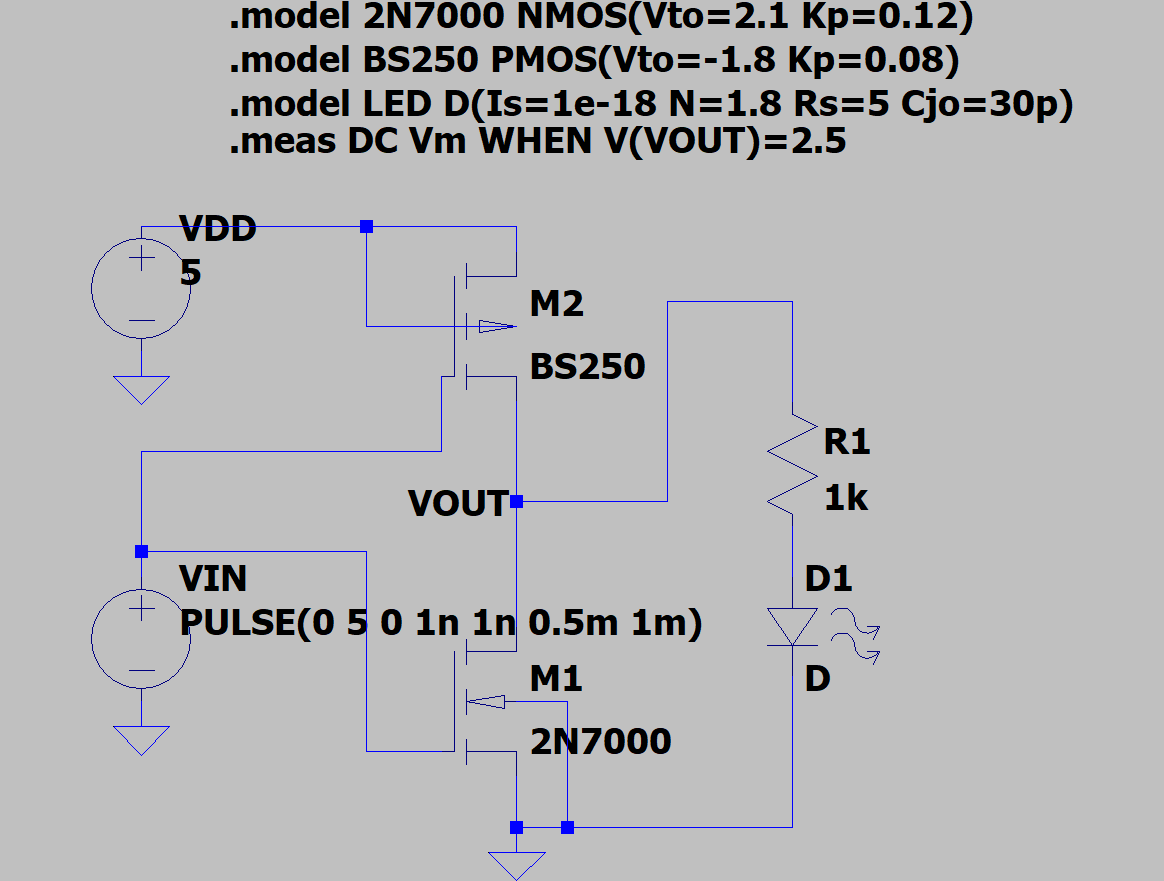 .model 2N7000 NMOS(Vto=2.1 Kp=0.12)
.model BS250 PMOS(Vto=-1.8 Kp=0.08)
.model LED D(Is=1e-18 N=1.8 Rs=5 Cjo=30p)
.meas DC Vm WHEN V(VOUT)=2.5
VDD
5
M2
BS250
R1
1k
VOUT
VIN
PULSE(0 5 0 1n 1n 0.5m 1m)
D1
D
M1
2N7000